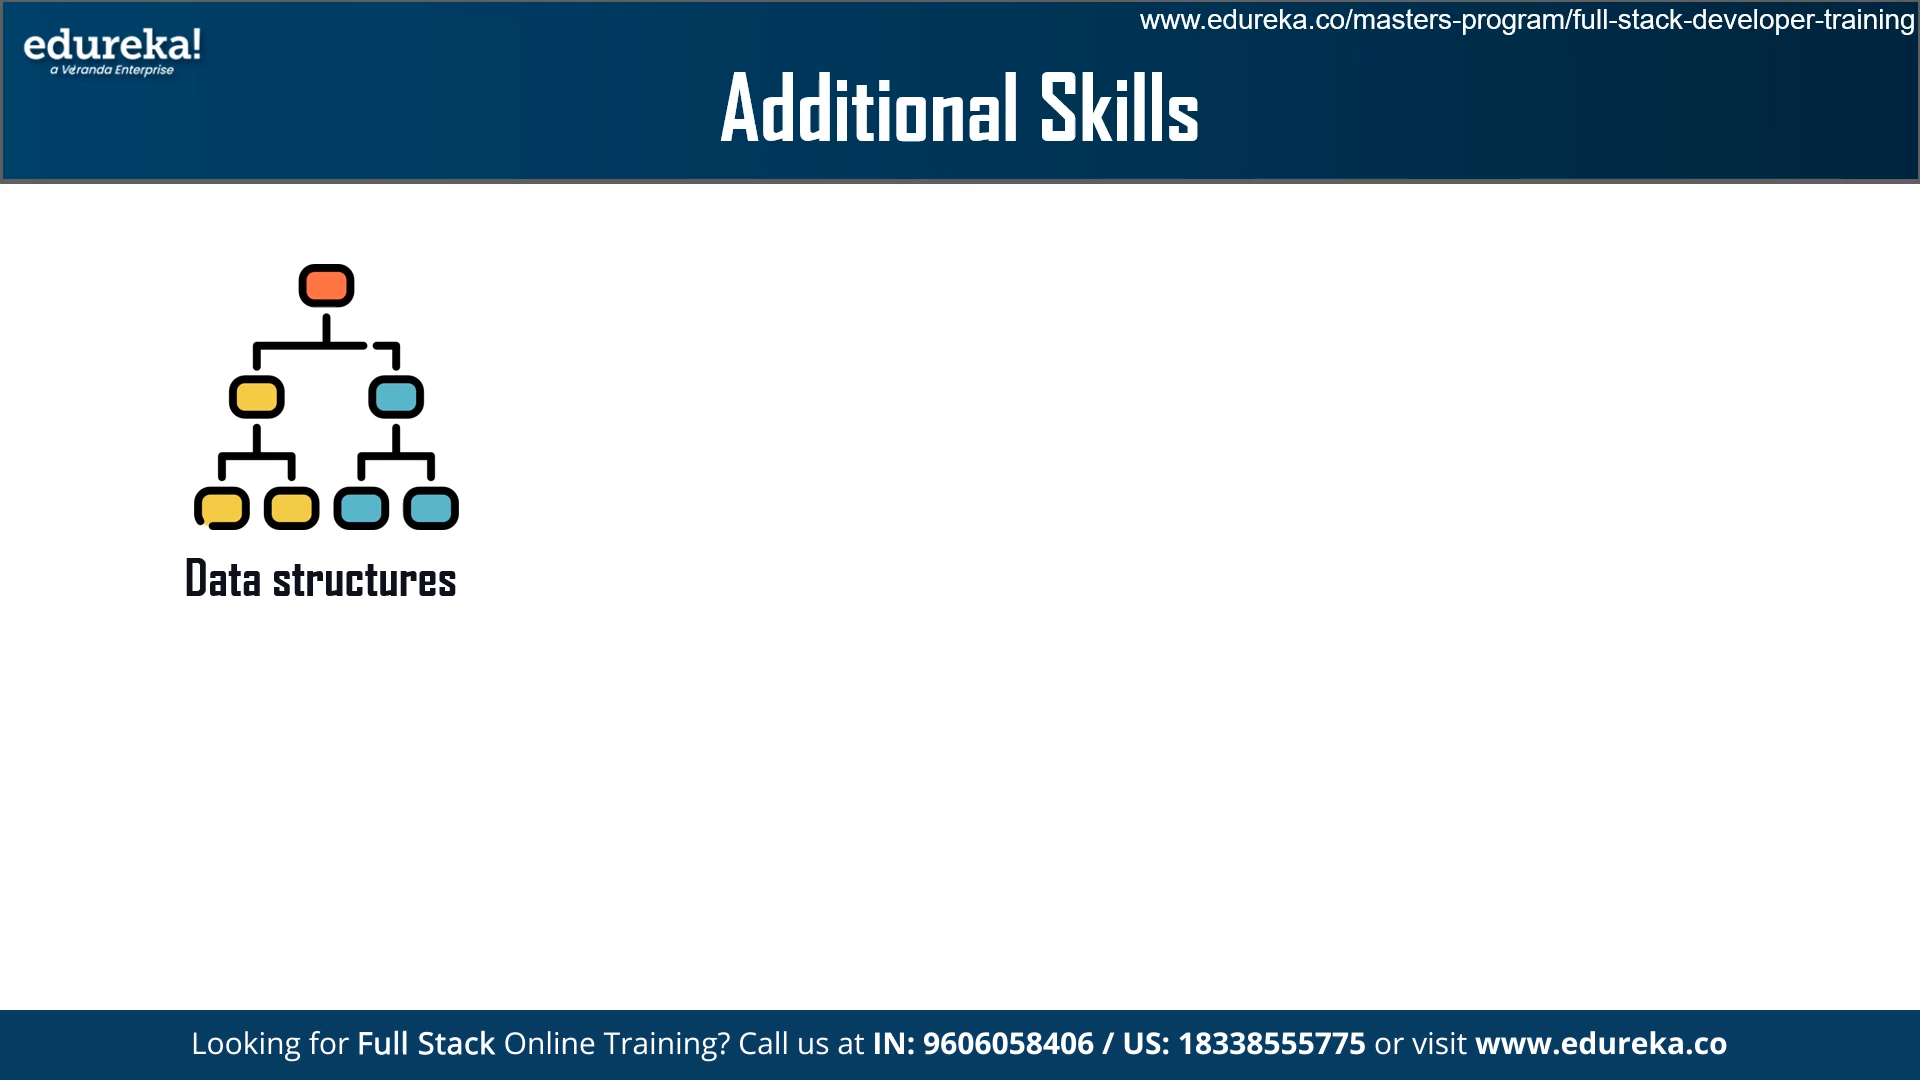 www.edureka.co/masters-program/full-stack-developer-training
edureka!
a Veranda Enterprise
Additional Skills
Data structures
Looking for Full Stack Online Training? Call us at IN: 9606058406 / US: 18338555775 or visit www.edureka.co